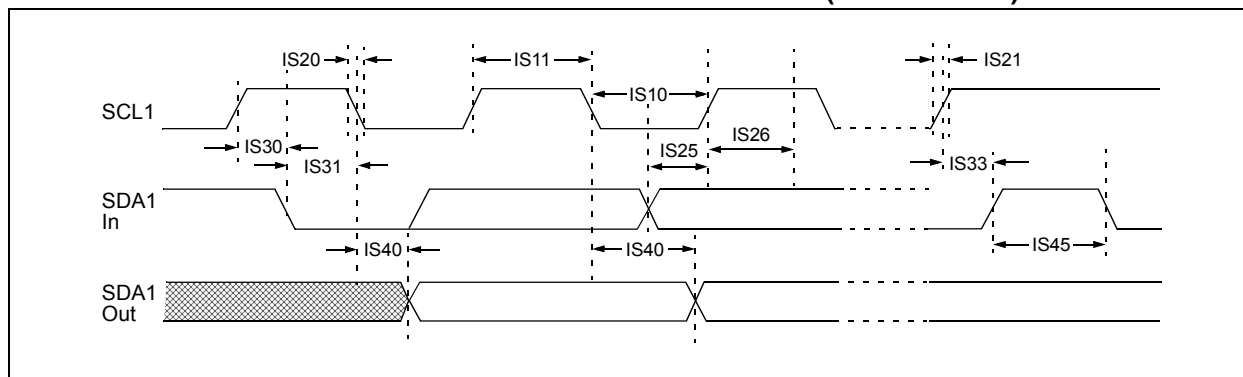 IS20
IS11
IS21
IS10
SCL1
IS30
IS26
IS31
IS25
IS33
SDA1
In
IS40
IS40
IS45
SDA1
Out